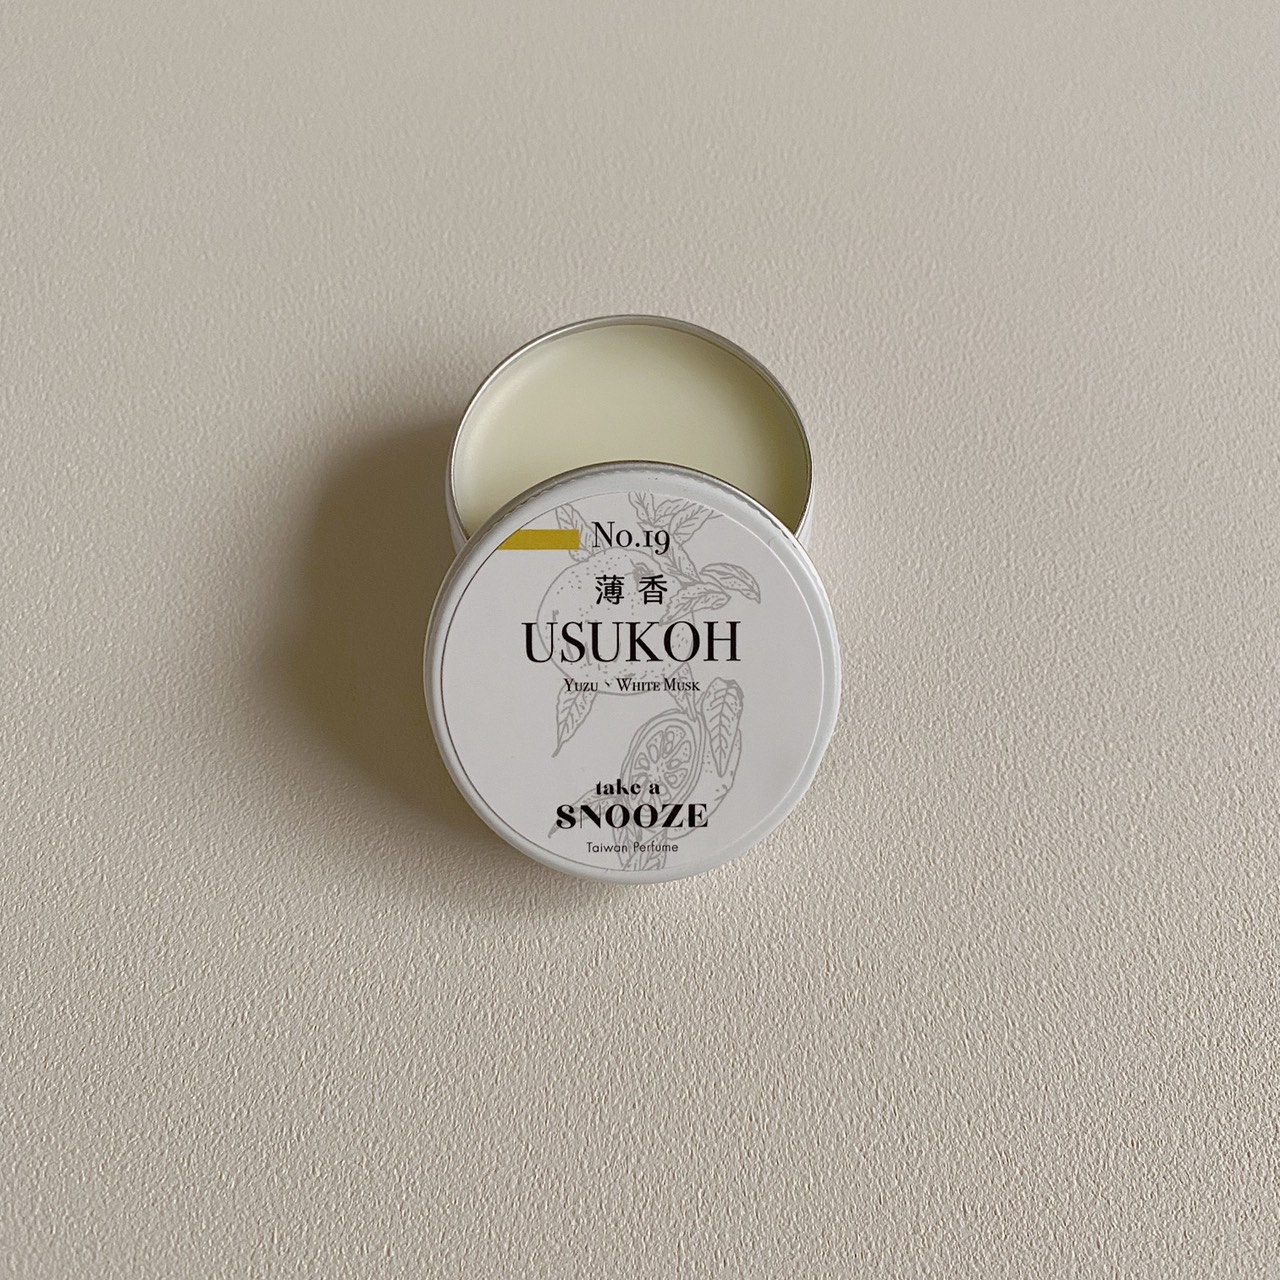 No.19
薄香
USUKOH
Yuzu、White Musk
take a
SNOOZE
Taiwan Perfume